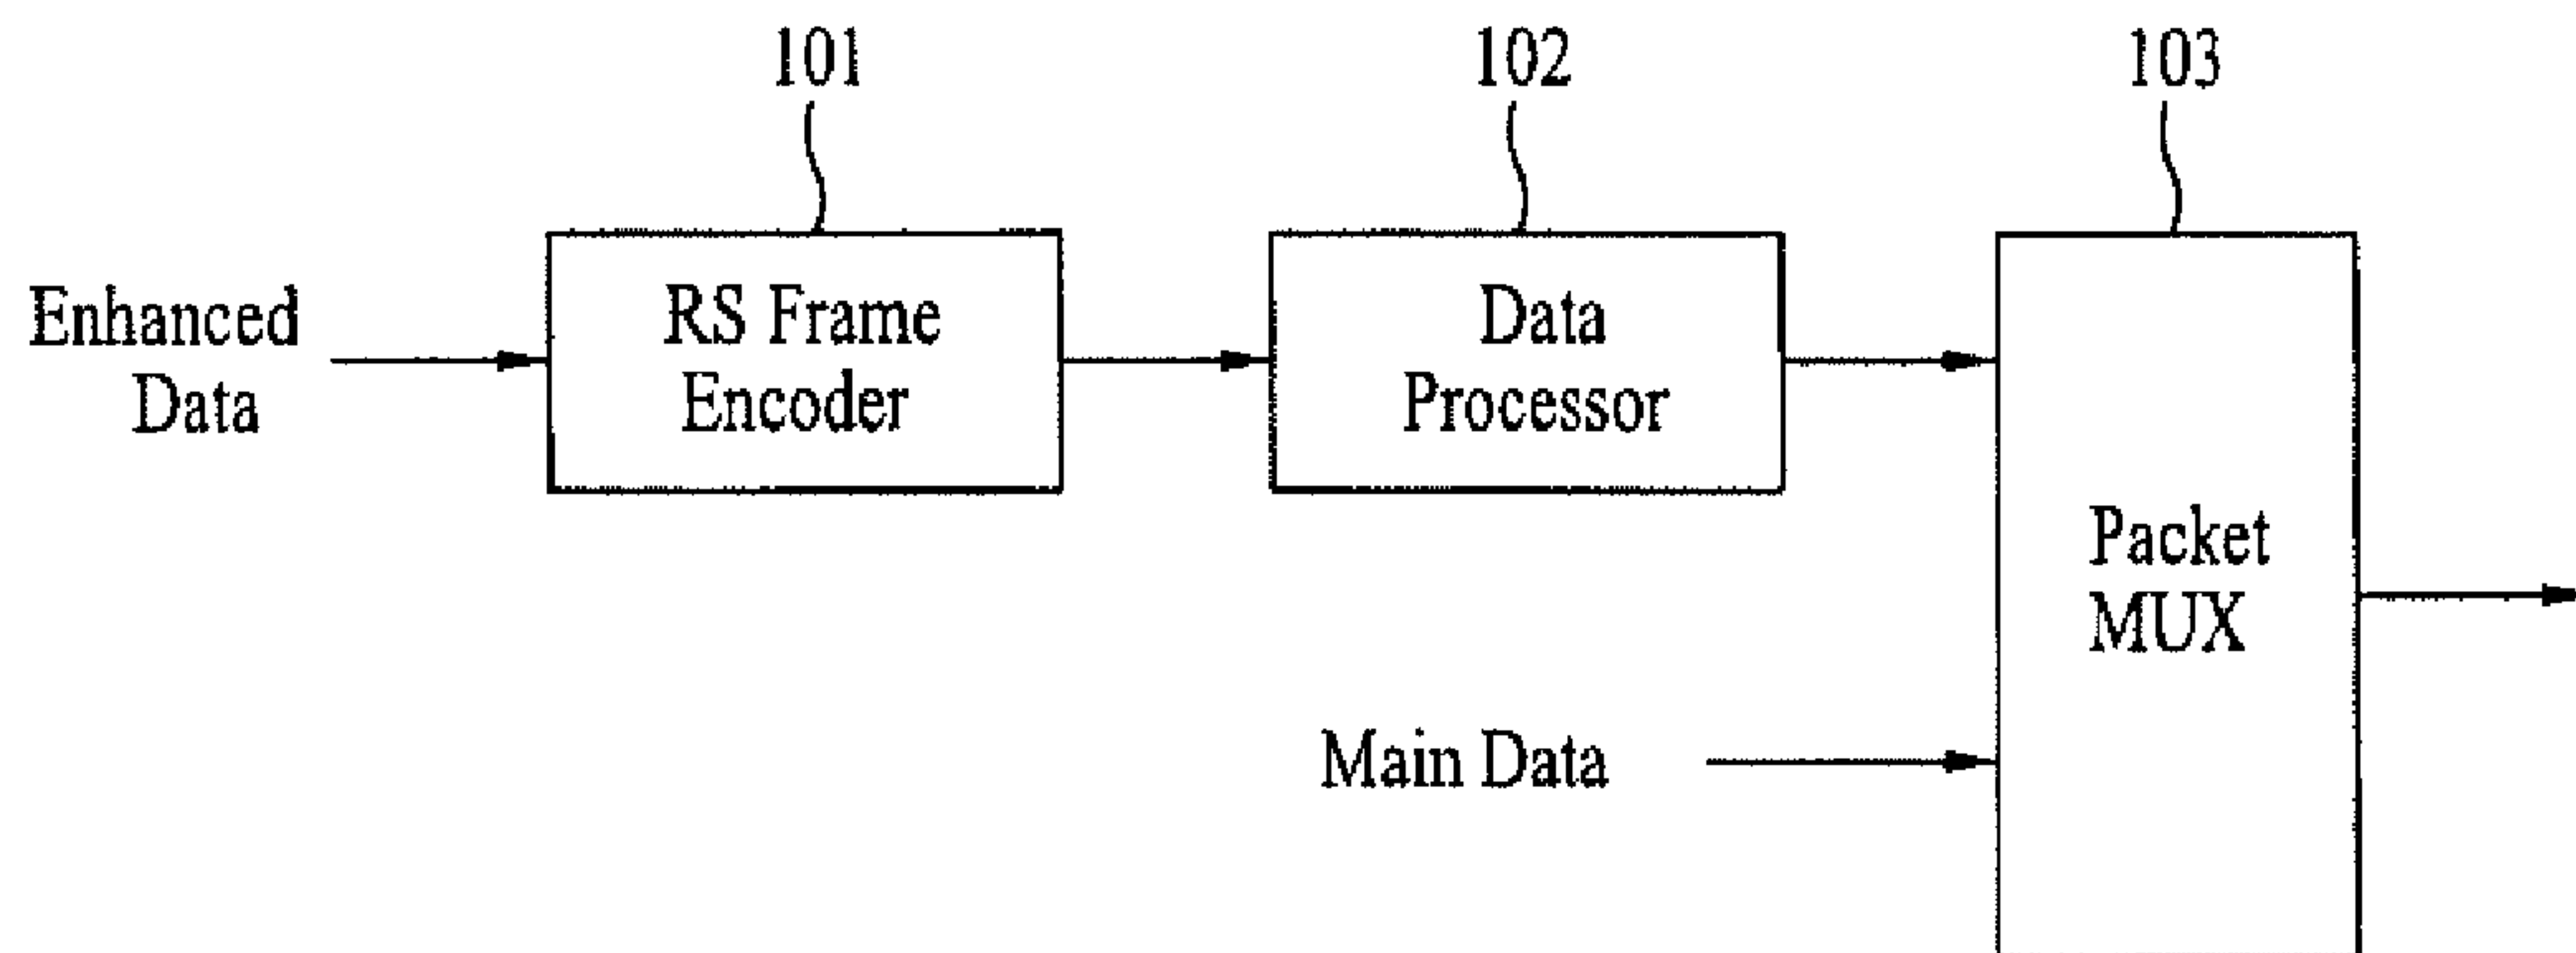 101
102
103
Enhanced
Data
RS Frame
Encoder
Data
Processor
Packet
MUX
Main Data